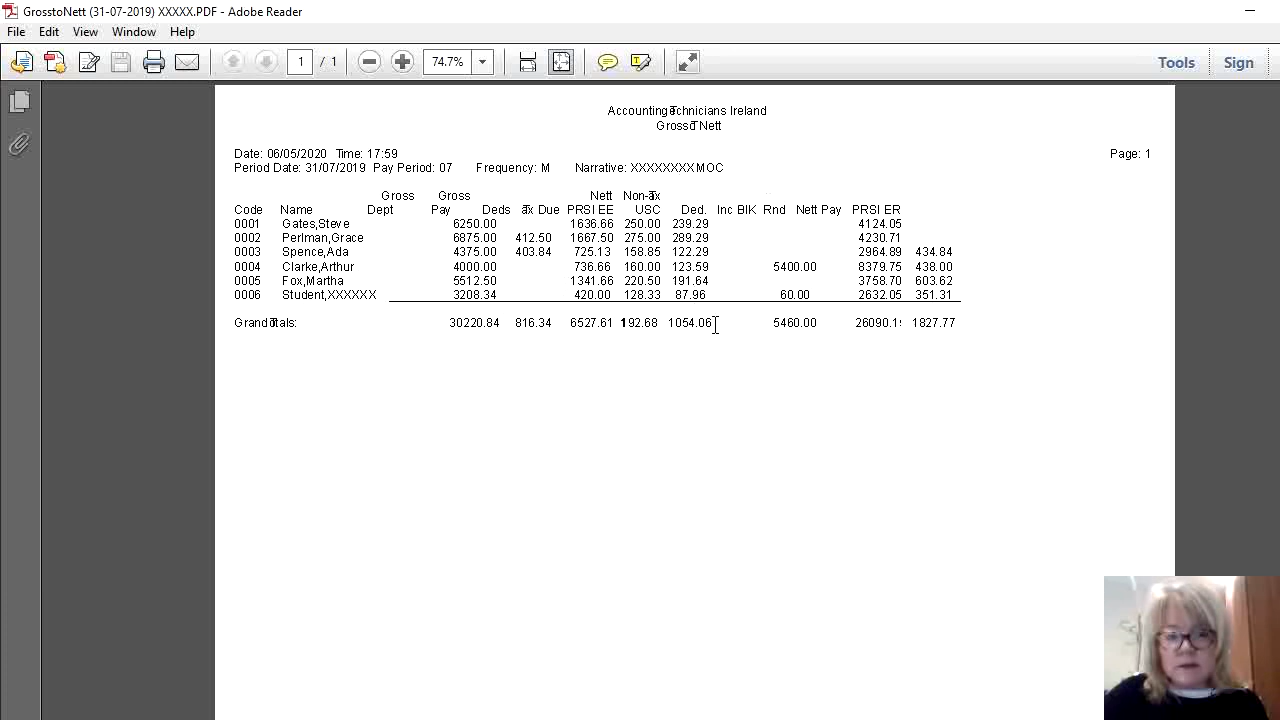 GrosstoNett (31-07-2019) XXXXX.PDF - Adobe Reader
File Edit View Window Help
1 / 1 74.7% Tools Sign
Accounting Technicians Ireland
Gross To Nett
Date: 06/05/2020 Time: 17:59
Page: 1
Period Date: 31/07/2019 Pay Period: 07 Frequency: M Narrative: XXXXXXXXMOC
Gross Gross Nett Non-Tax
Code Name Dept Pay Deds Tax Due PRSI EE USC Ded. Inc BIK Rnd Nett Pay PRSI ER
0001 Gates,Steve 6250.00 1636.66 250.00 239.29 4124.05
0002 Perlman,Grace 6875.00 412.50 1667.50 275.00 289.29 4230.71
0003 Spence,Ada 4375.00 403.84 725.13 158.85 122.29 2964.89 434.84
0004 Clarke,Arthur 4000.00 736.66 160.00 123.59 5400.00 8379.75 438.00
0005 Fox,Martha 5512.50 1341.66 220.50 191.64 3758.70 603.62
0006 Student,XXXXXX 3208.34 420.00 128.33 87.96 60.00 2632.05 351.31
Grand Totals: 30220.84 816.34 6527.61 1192.68 1054.06 5460.00 26090.1 1827.77